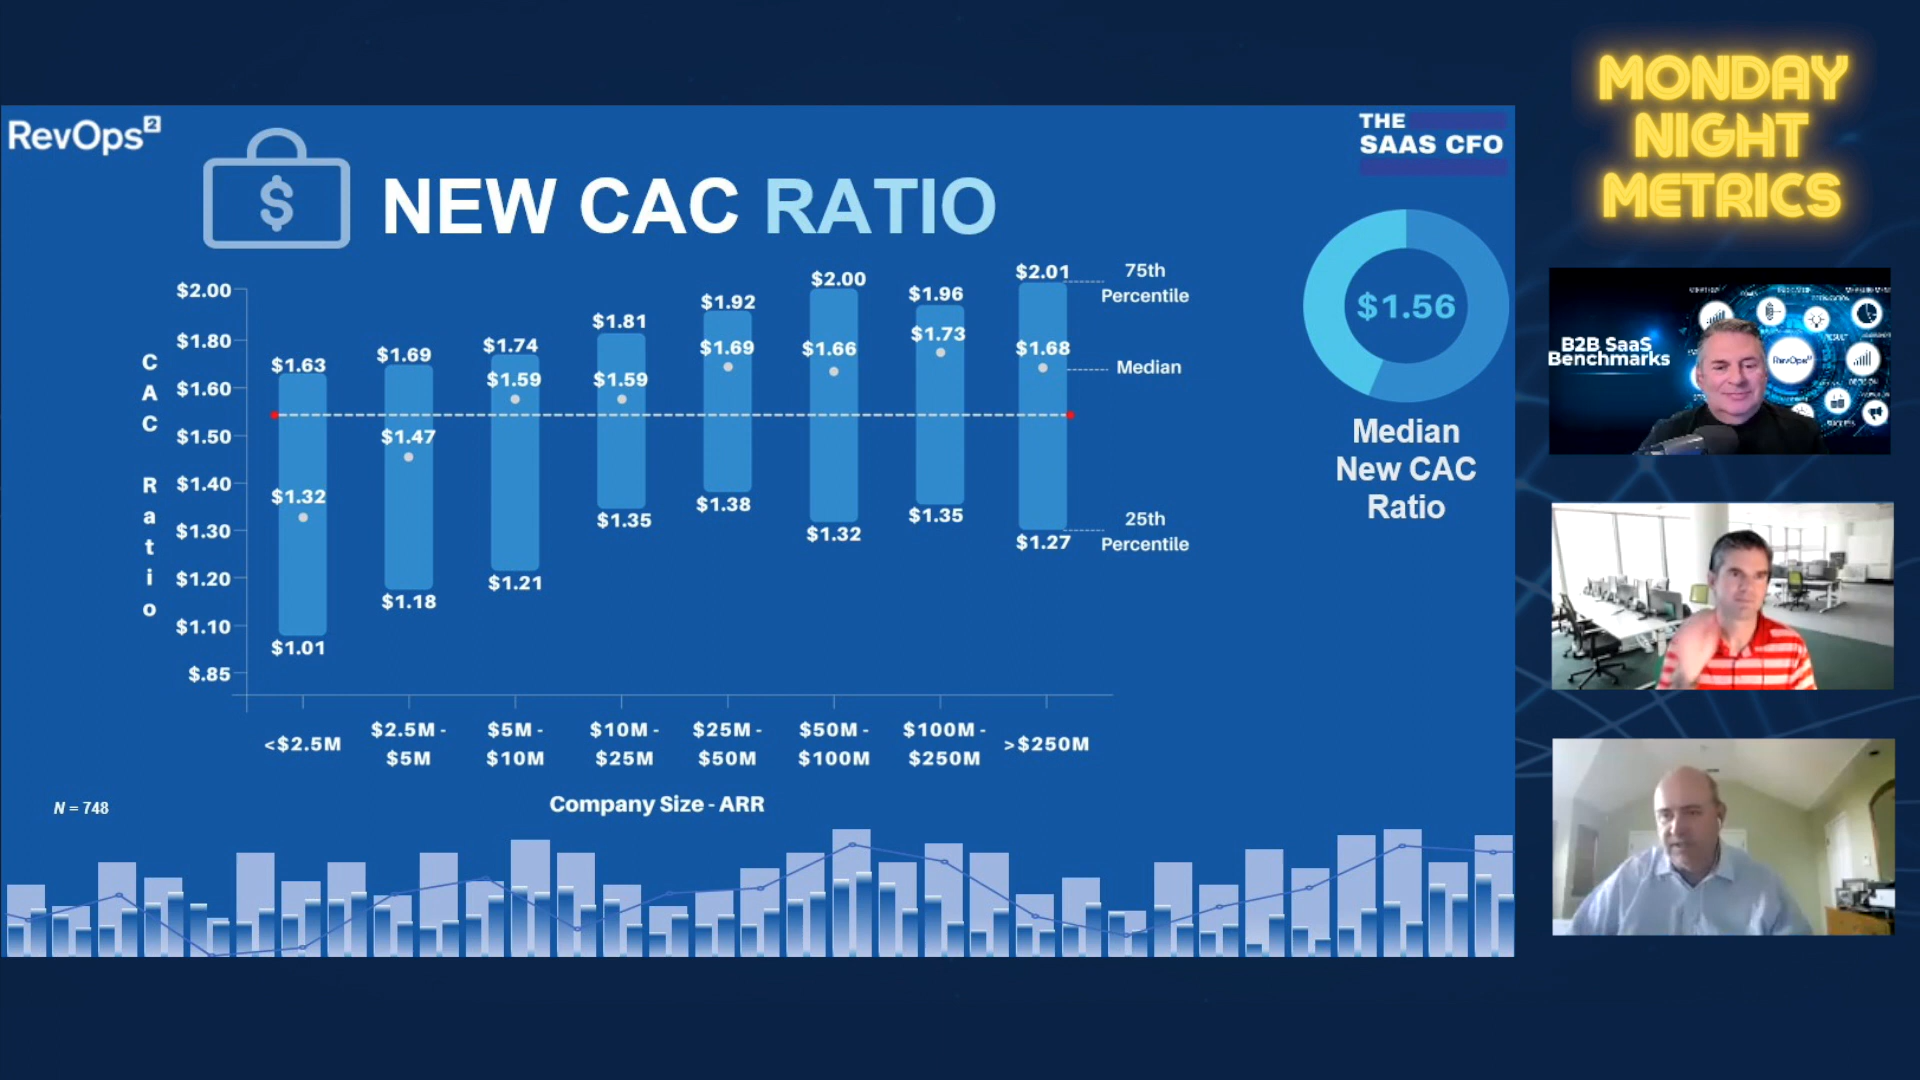 RevOps²
NEW CAC RATIO
THE
SAAS CFO
MONDAY
NIGHT
METRICS
CAC Ratio
$2.00
$1.80
$1.60
$1.50
$1.40
$1.30
$1.20
$1.10
$.85
$1.63
$1.32
$1.01
$1.69
$1.47
$1.18
$1.74
$1.59
$1.21
$1.81
$1.59
$1.35
$1.92
$1.69
$1.38
$2.00
$1.66
$1.32
$1.96
$1.73
$1.35
$2.01
$1.68
$1.27
75th
Percentile
Median
25th
Percentile
<$2.5M
$2.5M -
$5M
$5M -
$10M
$10M -
$25M
$25M -
$50M
$50M -
$100M
$100M -
$250M
>$250M
Company Size - ARR
N = 748
$1.56
Median
New CAC
Ratio
B2B SaaS
Benchmarks
RevOps²